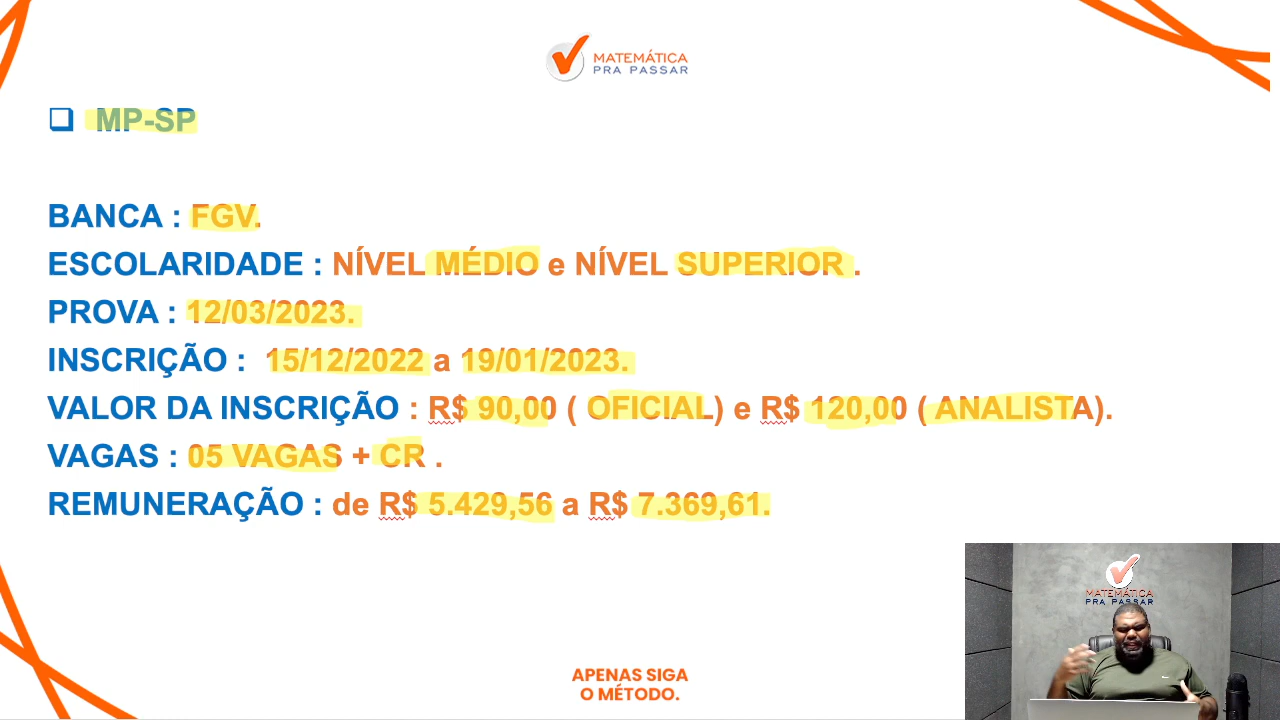 MATEMÁTICA
PRA PASSAR
MP-SP
BANCA : FGV.
ESCOLARIDADE : NÍVEL MÉDIO e NÍVEL SUPERIOR .
PROVA : 12/03/2023.
INSCRIÇÃO : 15/12/2022 a 19/01/2023.
VALOR DA INSCRIÇÃO : R$ 90,00 ( OFICIAL) e R$ 120,00 ( ANALISTA).
VAGAS : 05 VAGAS + CR .
REMUNERAÇÃO : de R$ 5.429,56 a R$ 7.369,61.
MATEMÁTICA
PRA PASSAR
APENAS SIGA
O MÉTODO.